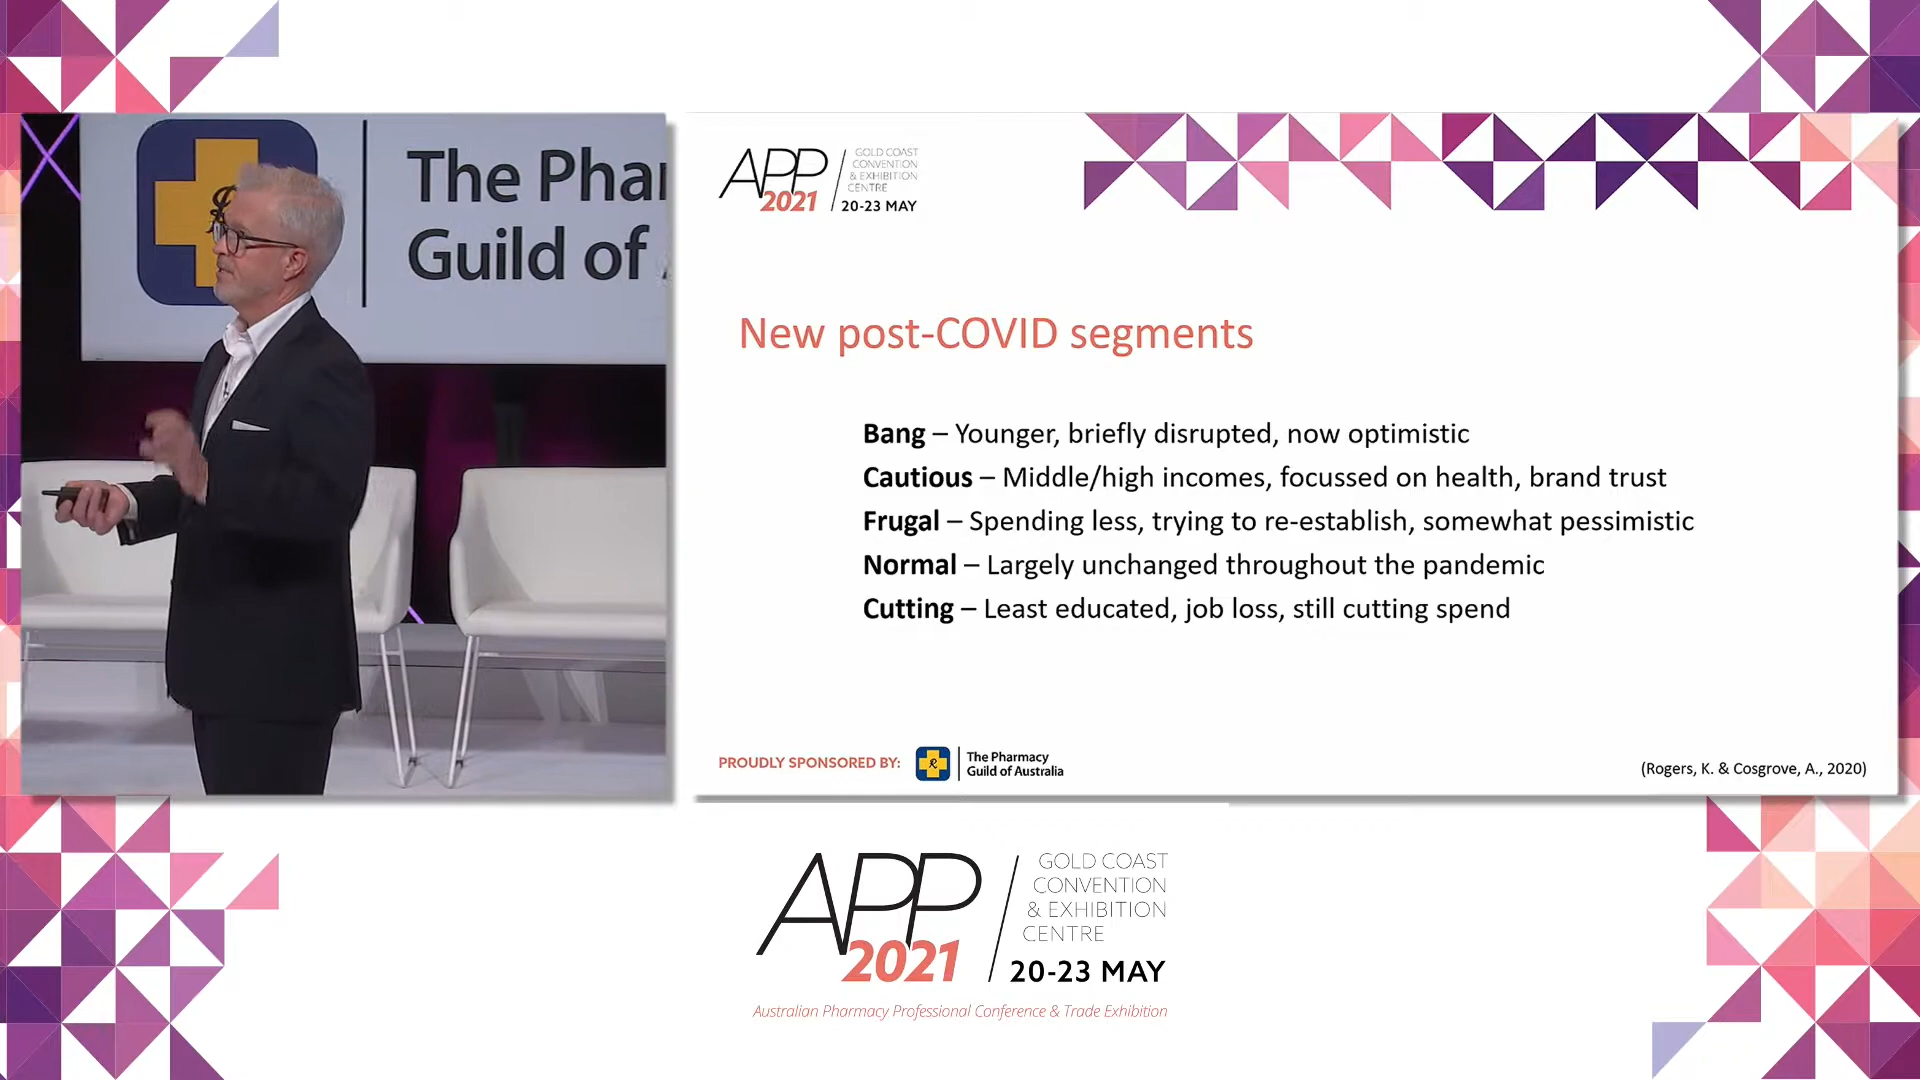 The Phar
Guild of
APP
2021
GOLD COAST
CONVENTION
& EXHIBITION
CENTRE
20-23 MAY
New post-COVID segments
Bang – Younger, briefly disrupted, now optimistic
Cautious – Middle/high incomes, focussed on health, brand trust
Frugal – Spending less, trying to re-establish, somewhat pessimistic
Normal – Largely unchanged throughout the pandemic
Cutting – Least educated, job loss, still cutting spend
PROUDLY SPONSORED BY:
The Pharmacy
Guild of Australia
(Rogers, K. & Cosgrove, A., 2020)
APP
2021
GOLD COAST
CONVENTION
& EXHIBITION
CENTRE
20-23 MAY
Australian Pharmacy Professional Conference & Trade Exhibition